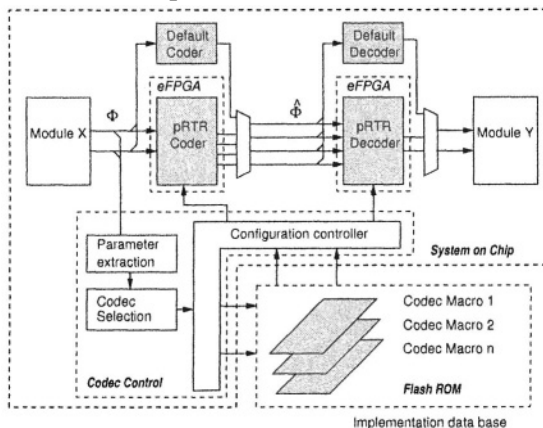 Default
Coder
Default
Decoder
eFPGA
eFPGA
Φ
Φ̂
Module X
pRTR
Coder
pRTR
Decoder
Module Y
Configuration controller
Parameter
extraction
System on Chip
Codec
Selection
Codec Macro 1
Codec Macro 2
Codec Macro n
Codec Control
Flash ROM
Implementation data base